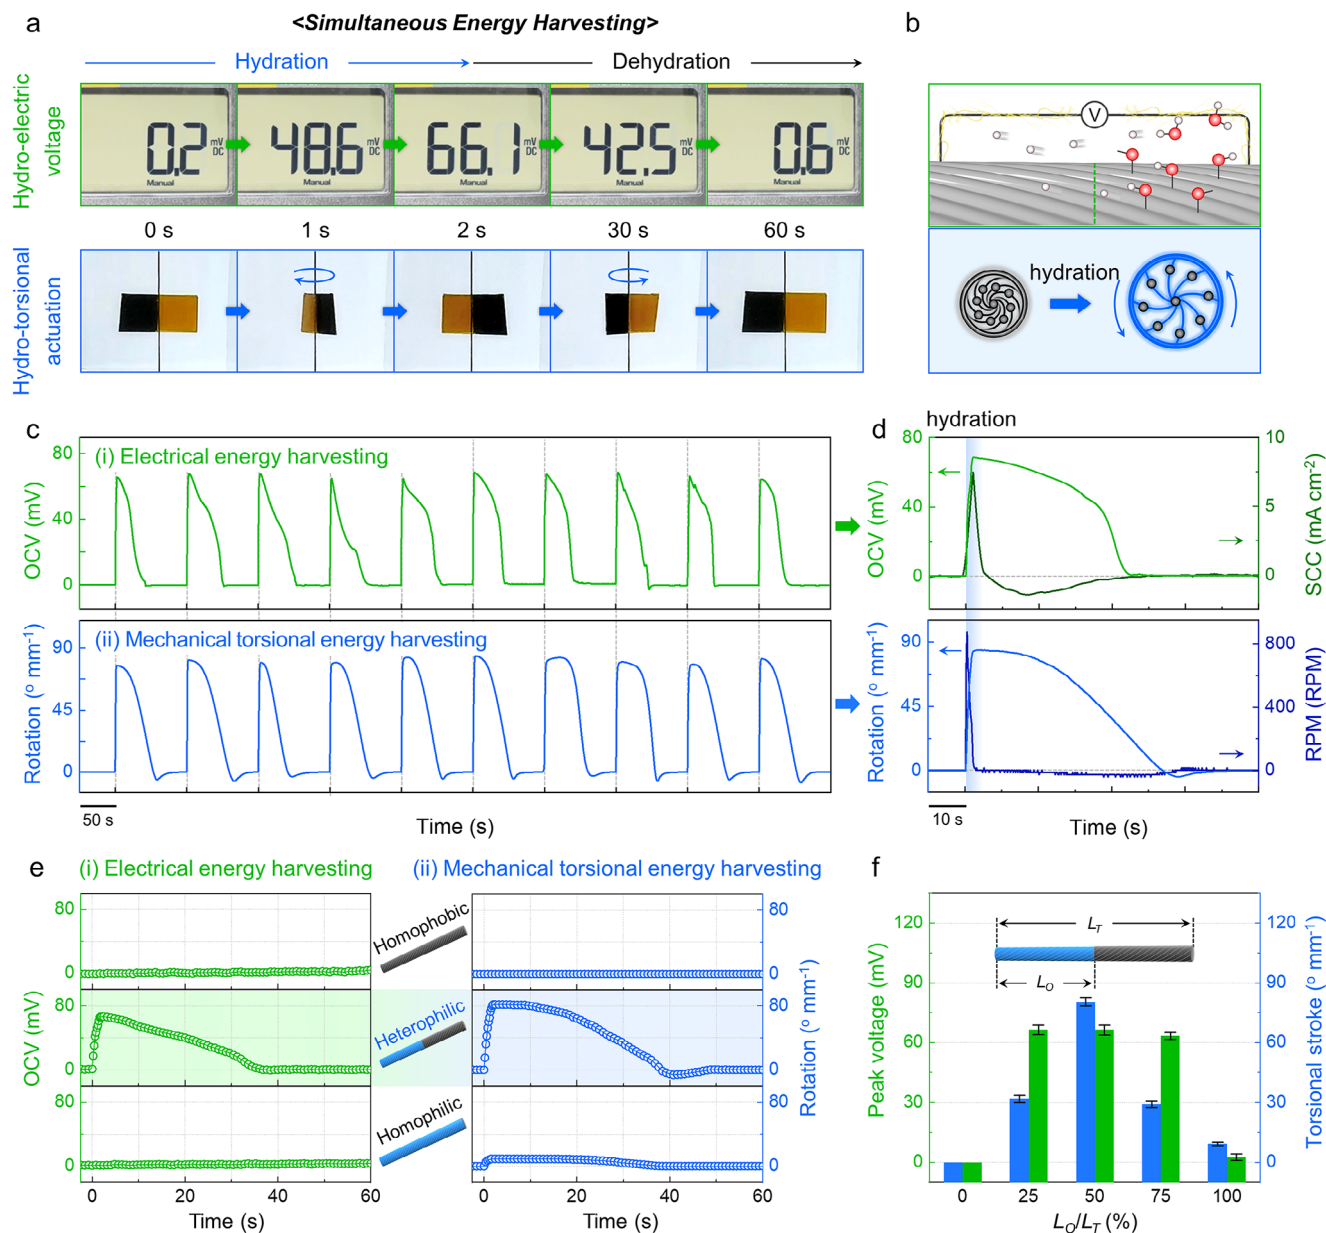 a
<Simultaneous Energy Harvesting>
b
Hydration
Dehydration
Hydro-electric
voltage
0.2 mV DC Manual
48.6 mV DC Manual
66.1 mV DC Manual
42.5 mV DC Manual
0.6 mV DC Manual
V
0 s
1 s
2 s
30 s
60 s
Hydro-torsional
actuation
hydration
c
(i) Electrical energy harvesting
OCV (mV)
80
40
0
(ii) Mechanical torsional energy harvesting
Rotation (º mm⁻¹)
90
45
0
50 s
Time (s)
d
hydration
OCV (mV)
80
40
0
SCC (mA cm⁻²)
10
5
0
Rotation (º mm⁻¹)
90
45
0
RPM (RPM)
800
400
0
10 s
Time (s)
e
(i) Electrical energy harvesting
(ii) Mechanical torsional energy harvesting
OCV (mV)
80
0
80
0
80
0
0 20 40 60
Time (s)
Homophobic
Heterophilic
Homophilic
80
0
80
0
80
0
Rotation (º mm⁻¹)
0 20 40 60
Time (s)
f
Peak voltage (mV)
120
90
60
30
0
L_T
L_O
Torsional stroke (º mm⁻¹)
120
90
60
30
0
0 25 50 75 100
L_O/L_T (%)